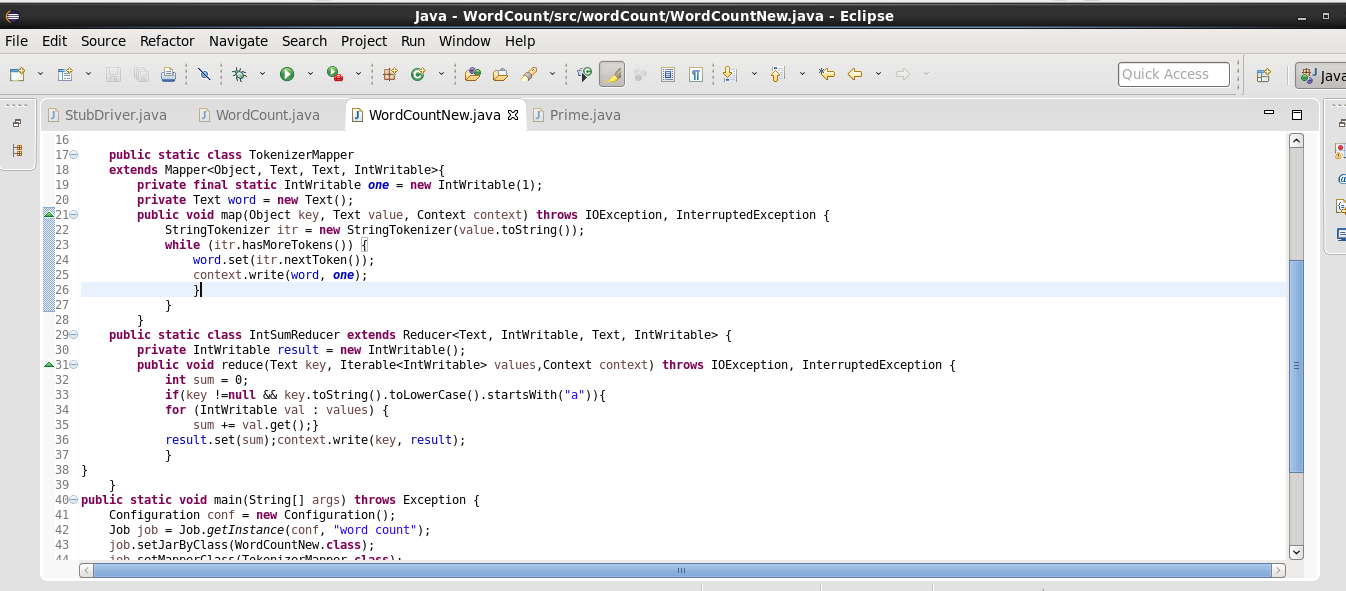 Java - WordCount/src/wordCount/WordCountNew.java - Eclipse
File Edit Source Refactor Navigate Search Project Run Window Help
Quick Access Java
StubDriver.java WordCount.java WordCountNew.java Prime.java
16
17 public static class TokenizerMapper
18 extends Mapper<Object, Text, Text, IntWritable>{
19 private final static IntWritable one = new IntWritable(1);
20 private Text word = new Text();
21 public void map(Object key, Text value, Context context) throws IOException, InterruptedException {
22 StringTokenizer itr = new StringTokenizer(value.toString());
23 while (itr.hasMoreTokens()) {
24 word.set(itr.nextToken());
25 context.write(word, one);
26 }
27 }
28 }
29 public static class IntSumReducer extends Reducer<Text, IntWritable, Text, IntWritable> {
30 private IntWritable result = new IntWritable();
31 public void reduce(Text key, Iterable<IntWritable> values,Context context) throws IOException, InterruptedException {
32 int sum = 0;
33 if(key !=null && key.toString().toLowerCase().startsWith("a")){
34 for (IntWritable val : values) {
35 sum += val.get();}
36 result.set(sum);context.write(key, result);
37 }
38 }
39 }
40 public static void main(String[] args) throws Exception {
41 Configuration conf = new Configuration();
42 Job job = Job.getInstance(conf, "word count");
43 job.setJarByClass(WordCountNew.class);
44 job.setMapperClass(TokenizerMapper.class);